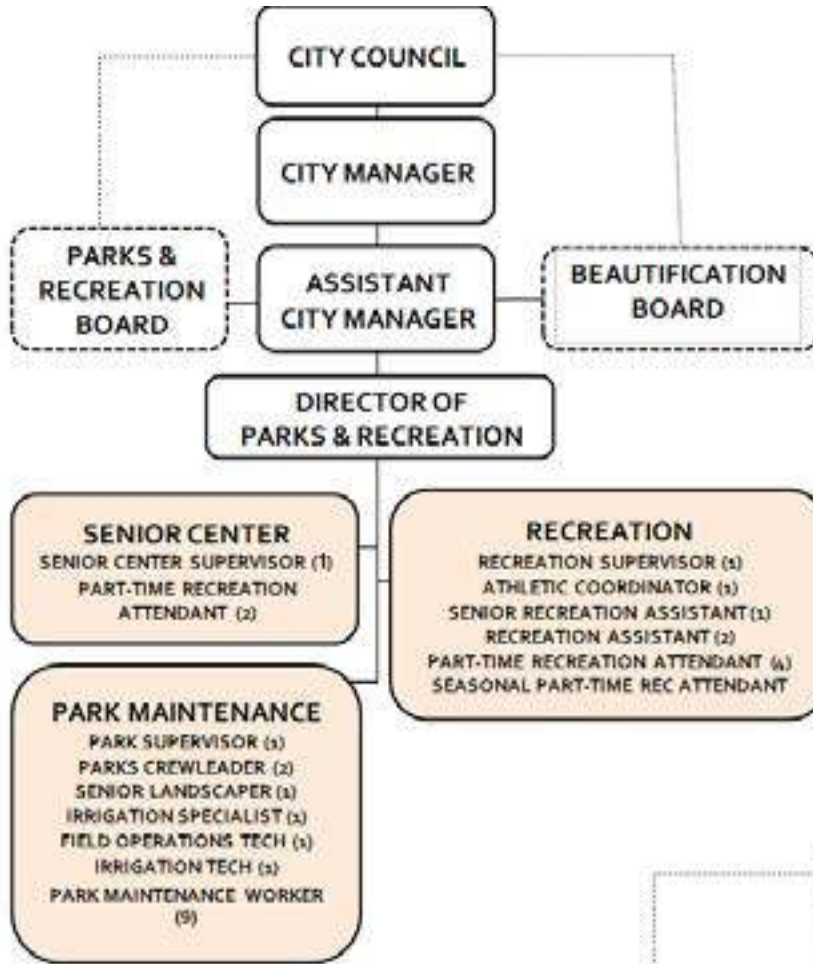 CITY COUNCIL
CITY MANAGER
PARKS &
RECREATION
BOARD
ASSISTANT
CITY MANAGER
BEAUTIFICATION
BOARD
DIRECTOR OF
PARKS & RECREATION
SENIOR CENTER
SENIOR CENTER SUPERVISOR (1)
PART-TIME RECREATION
ATTENDANT (2)
RECREATION
RECREATION SUPERVISOR (1)
ATHLETIC COORDINATOR (1)
SENIOR RECREATION ASSISTANT (1)
RECREATION ASSISTANT (2)
PART-TIME RECREATION ATTENDANT (4)
SEASONAL PART-TIME REC ATTENDANT
PARK MAINTENANCE
PARK SUPERVISOR (1)
PARKS CREWLEADER (2)
SENIOR LANDSCAPER (1)
IRRIGATION SPECIALIST (1)
FIELD OPERATIONS TECH (1)
IRRIGATION TECH (1)
PARK MAINTENANCE WORKER
(9)